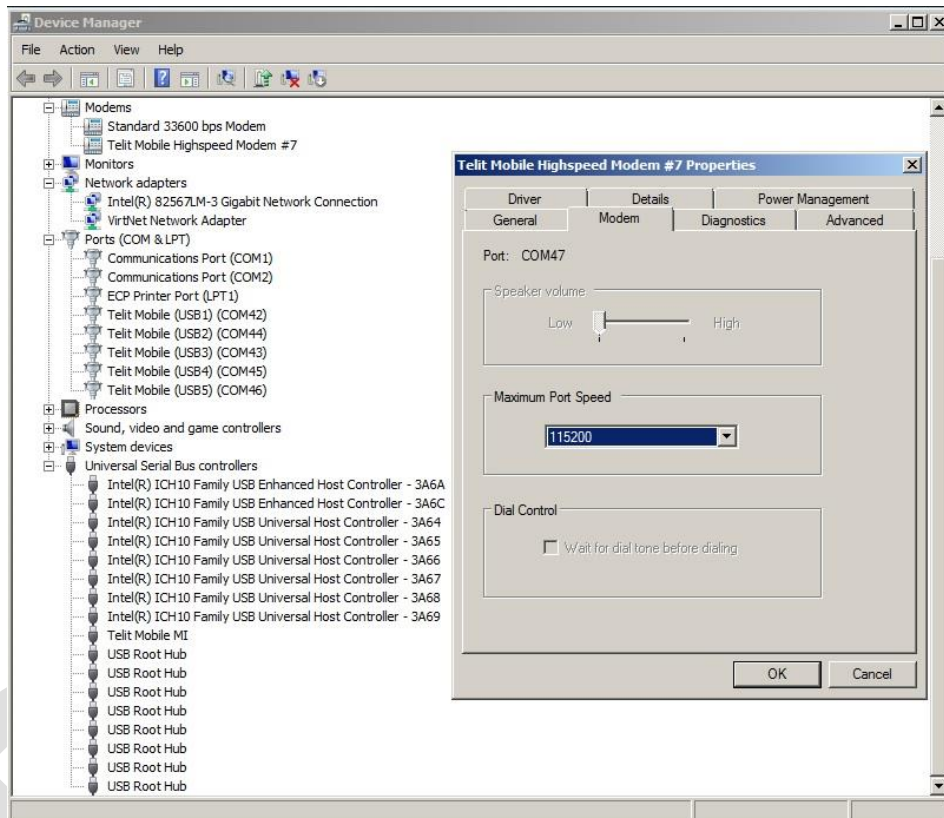 Device Manager
File Action View Help
Modems
Standard 33600 bps Modem
Telit Mobile Highspeed Modem #7
Monitors
Network adapters
Intel(R) 82567LM-3 Gigabit Network Connection
VirtNet Network Adapter
Ports (COM & LPT)
Communications Port (COM1)
Communications Port (COM2)
ECP Printer Port (LPT1)
Telit Mobile (USB1) (COM42)
Telit Mobile (USB2) (COM44)
Telit Mobile (USB3) (COM43)
Telit Mobile (USB4) (COM45)
Telit Mobile (USB5) (COM46)
Processors
Sound, video and game controllers
System devices
Universal Serial Bus controllers
Intel(R) ICH10 Family USB Enhanced Host Controller - 3A6A
Intel(R) ICH10 Family USB Enhanced Host Controller - 3A6C
Intel(R) ICH10 Family USB Universal Host Controller - 3A64
Intel(R) ICH10 Family USB Universal Host Controller - 3A65
Intel(R) ICH10 Family USB Universal Host Controller - 3A66
Intel(R) ICH10 Family USB Universal Host Controller - 3A67
Intel(R) ICH10 Family USB Universal Host Controller - 3A68
Intel(R) ICH10 Family USB Universal Host Controller - 3A69
Telit Mobile MI
USB Root Hub
USB Root Hub
USB Root Hub
USB Root Hub
USB Root Hub
USB Root Hub
USB Root Hub
USB Root Hub
Telit Mobile Highspeed Modem #7 Properties
Driver Details Power Management
General Modem Diagnostics Advanced
Port: COM47
Speaker volume
Low High
Maximum Port Speed
115200
Dial Control
Wait for dial tone before dialing
OK Cancel